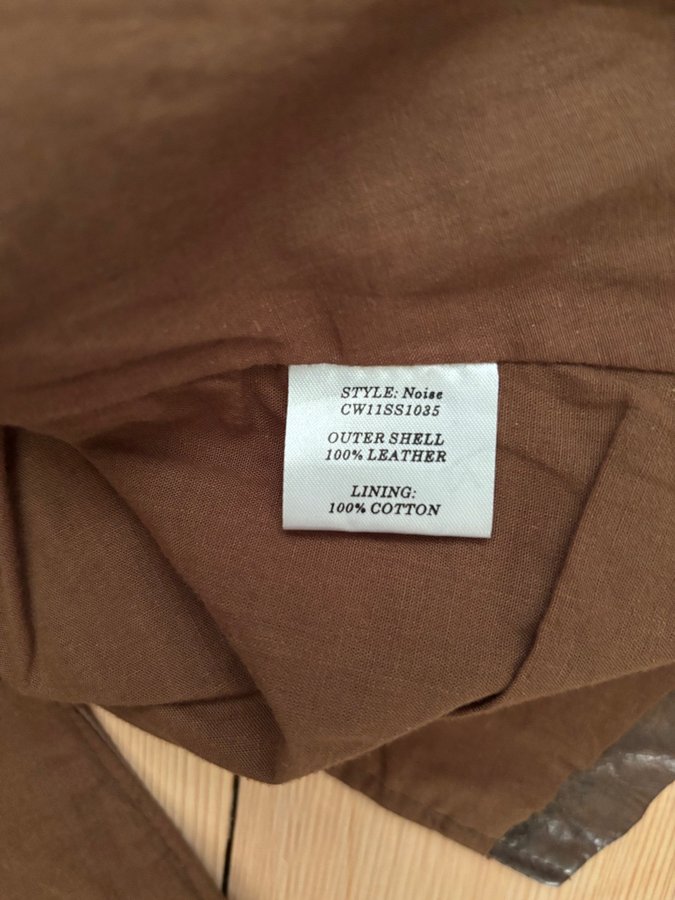 STYLE: Noise
CW11SS1035
OUTER SHELL
100% LEATHER
LINING:
100% COTTON